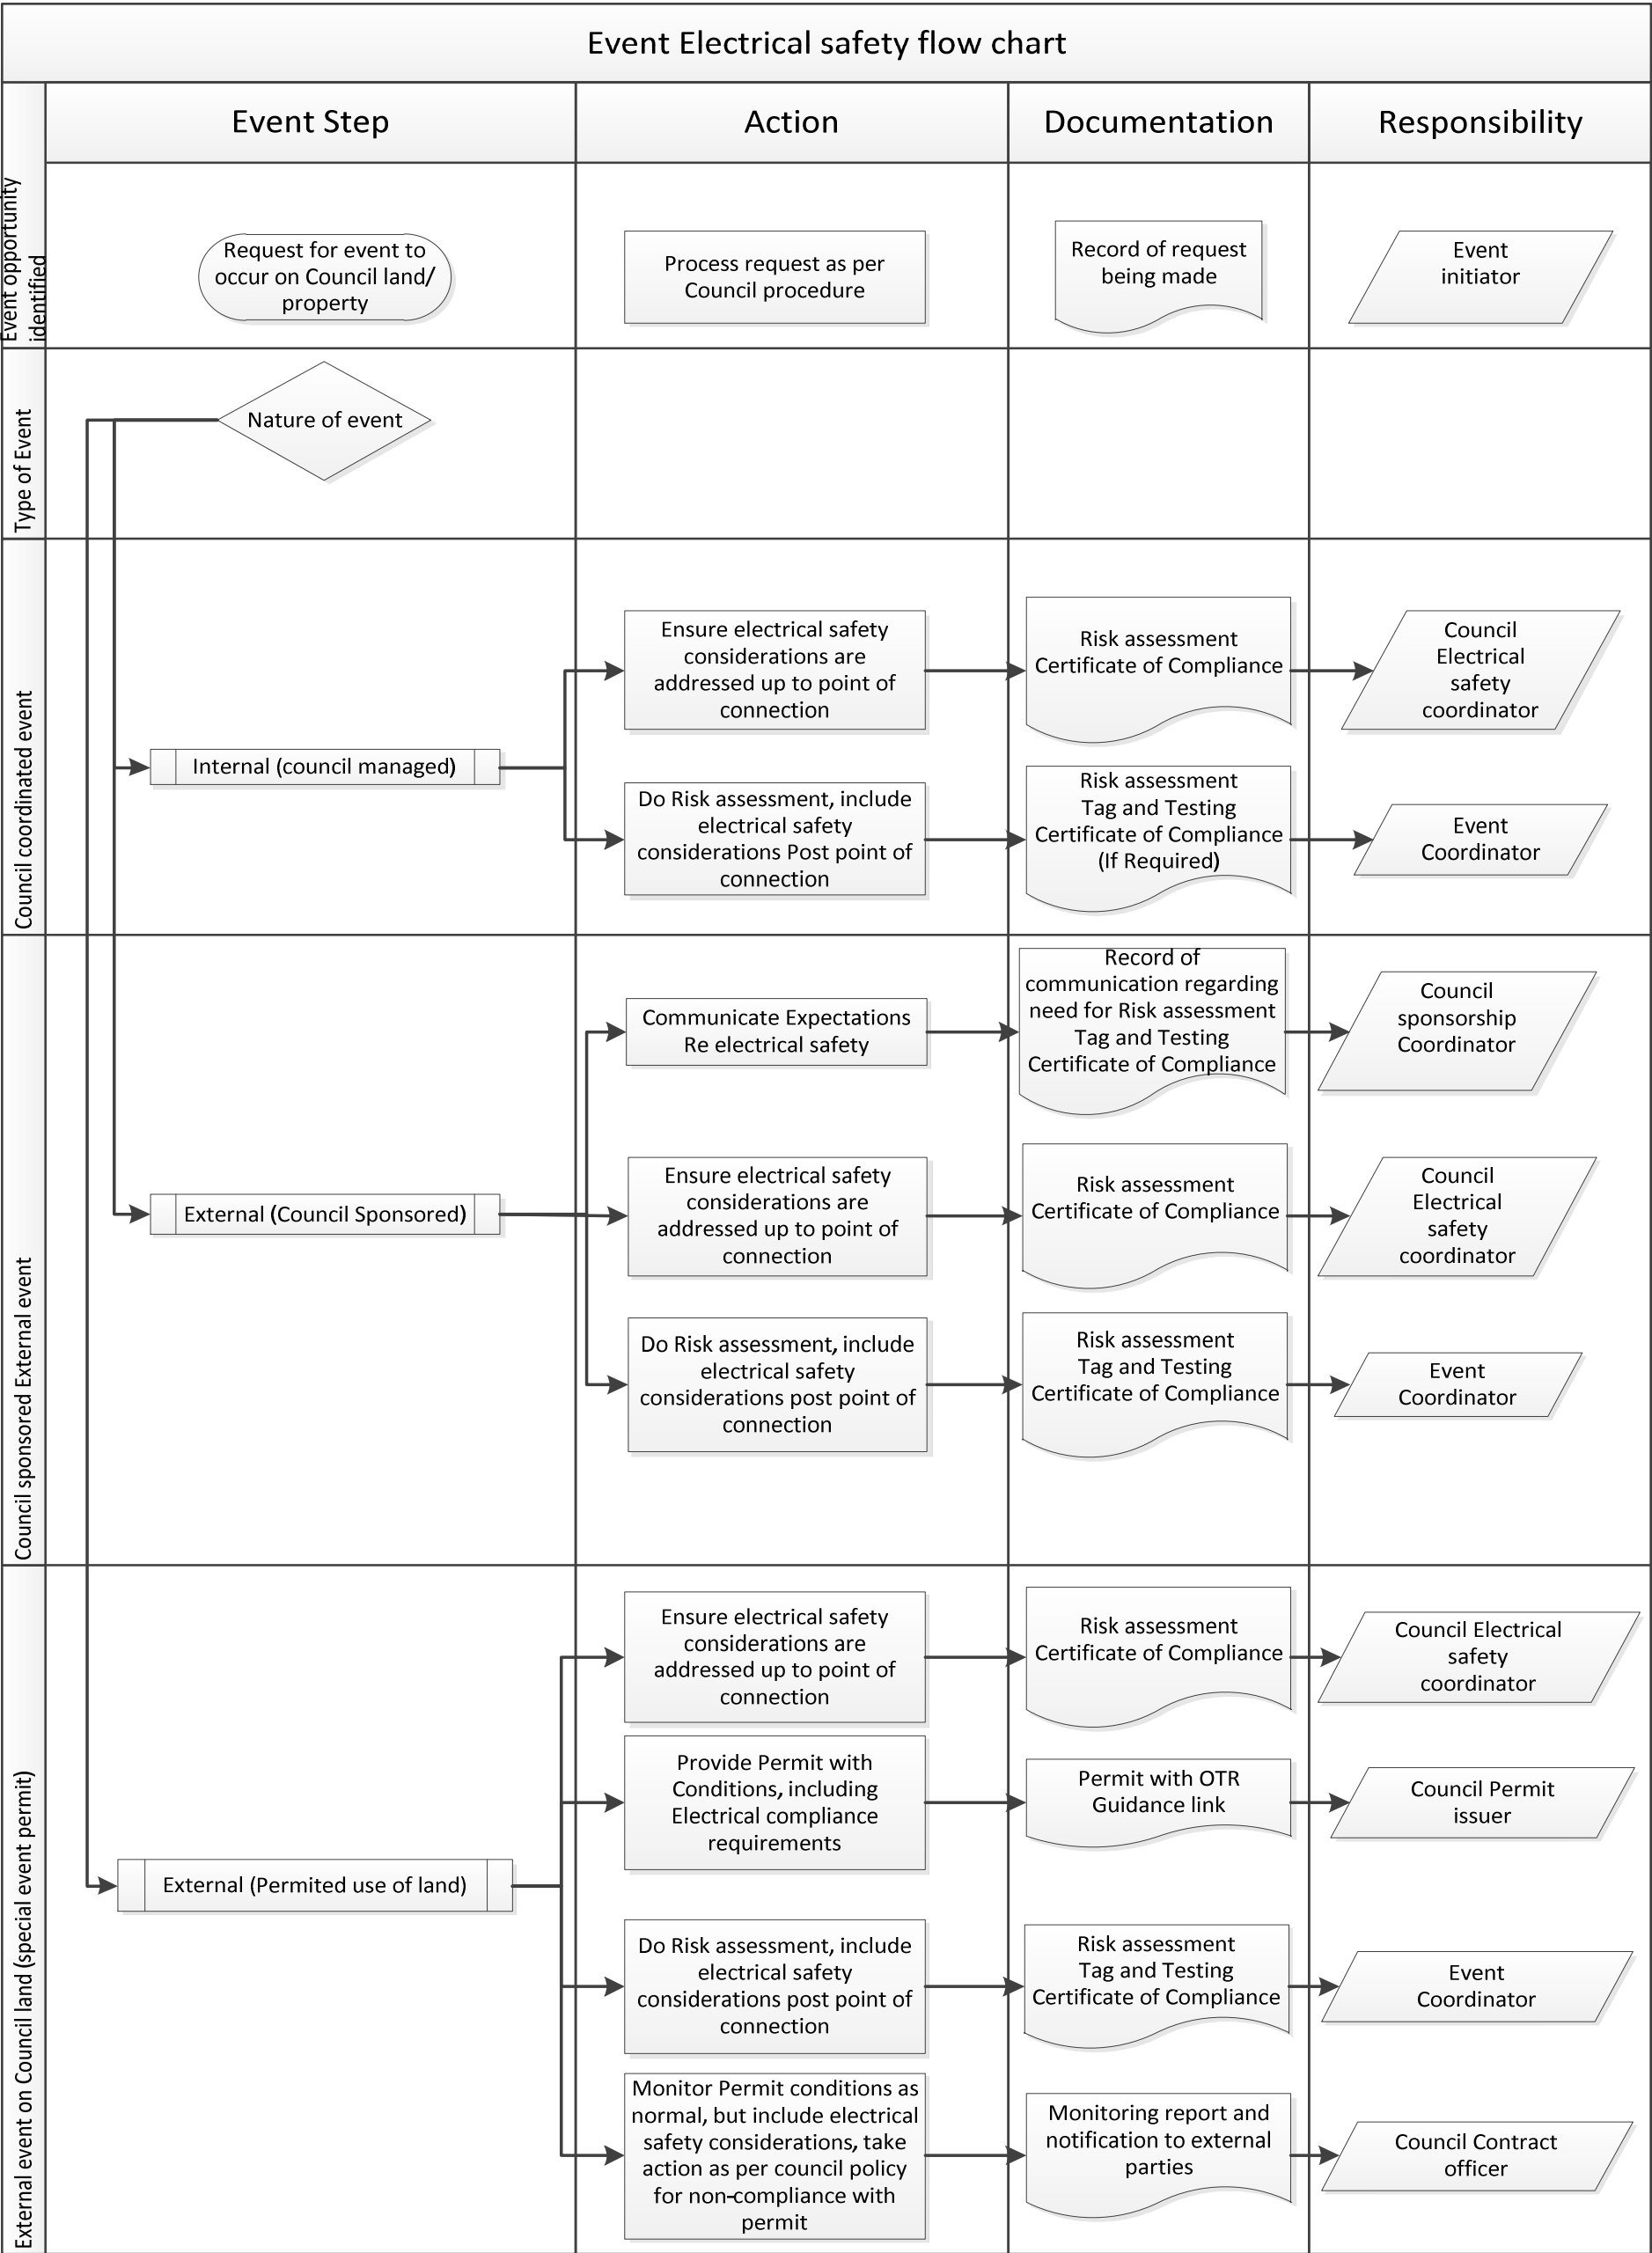 Event Electrical safety flow chart
Event Step
Action
Documentation
Responsibility
Event opportunity
identified
Request for event to
occur on Council land/
property
Process request as per
Council procedure
Record of request
being made
Event
initiator
Type of Event
Nature of event
Council coordinated event
Internal (council managed)
Ensure electrical safety
considerations are
addressed up to point of
connection
Risk assessment
Certificate of Compliance
Council
Electrical
safety
coordinator
Do Risk assessment, include
electrical safety
considerations Post point of
connection
Risk assessment
Tag and Testing
Certificate of Compliance
(If Required)
Event
Coordinator
Council sponsored External event
External (Council Sponsored)
Communicate Expectations
Re electrical safety
Record of
communication regarding
need for Risk assessment
Tag and Testing
Certificate of Compliance
Council
sponsorship
Coordinator
Ensure electrical safety
considerations are
addressed up to point of
connection
Risk assessment
Certificate of Compliance
Council
Electrical
safety
coordinator
Do Risk assessment, include
electrical safety
considerations post point of
connection
Risk assessment
Tag and Testing
Certificate of Compliance
Event
Coordinator
External event on Council land (special event permit)
External (Permited use of land)
Ensure electrical safety
considerations are
addressed up to point of
connection
Risk assessment
Certificate of Compliance
Council Electrical
safety
coordinator
Provide Permit with
Conditions, including
Electrical compliance
requirements
Permit with OTR
Guidance link
Council Permit
issuer
Do Risk assessment, include
electrical safety
considerations post point of
connection
Risk assessment
Tag and Testing
Certificate of Compliance
Event
Coordinator
Monitor Permit conditions as
normal, but include electrical
safety considerations, take
action as per council policy
for non-compliance with
permit
Monitoring report and
notification to external
parties
Council Contract
officer